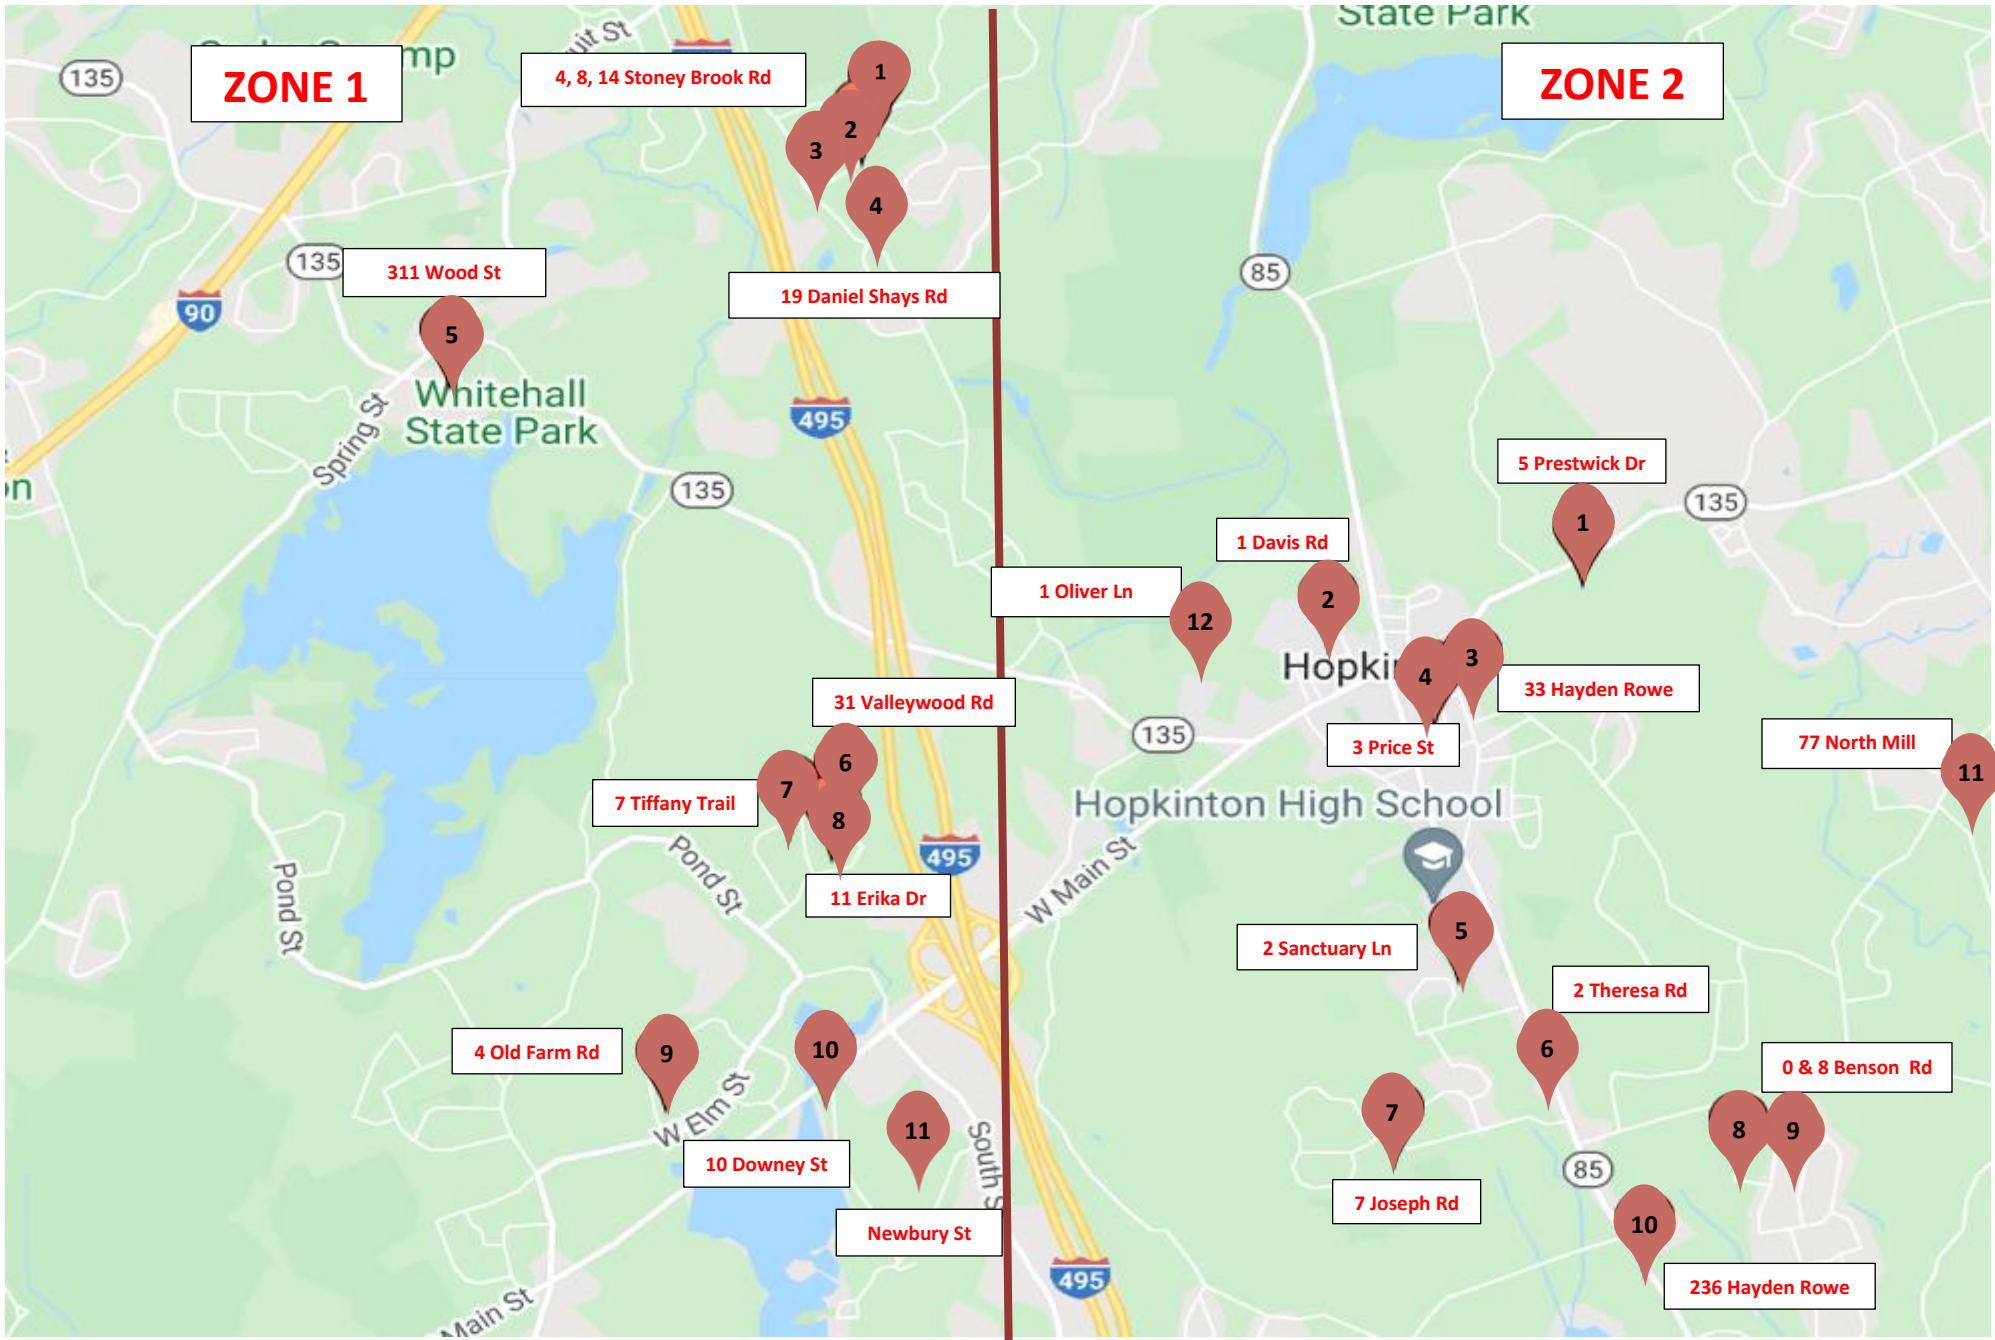 State Park
uit St
mp
135
ZONE 1
4, 8, 14 Stoney Brook Rd
1
ZONE 2
2
3
4
135
311 Wood St
85
19 Daniel Shays Rd
90
5
Whitehall
State Park
495
Spring St
on
135
5 Prestwick Dr
135
1
1 Davis Rd
1 Oliver Ln
2
12
Hopki
4
3
33 Hayden Rowe
31 Valleywood Rd
135
3 Price St
77 North Mill
11
6
7
7 Tiffany Trail
8
Hopkinton High School
495
Pond St
W Main St
11 Erika Dr
Pond St
5
2 Sanctuary Ln
2 Theresa Rd
4 Old Farm Rd
9
10
6
0 & 8 Benson Rd
W Elm St
11
7
8
9
South S
10 Downey St
85
7 Joseph Rd
Newbury St
10
495
236 Hayden Rowe
Main St